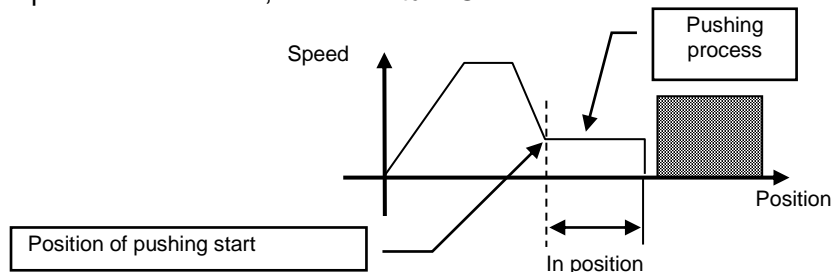 Pushing
process
Speed
Position
Position of pushing start
In position